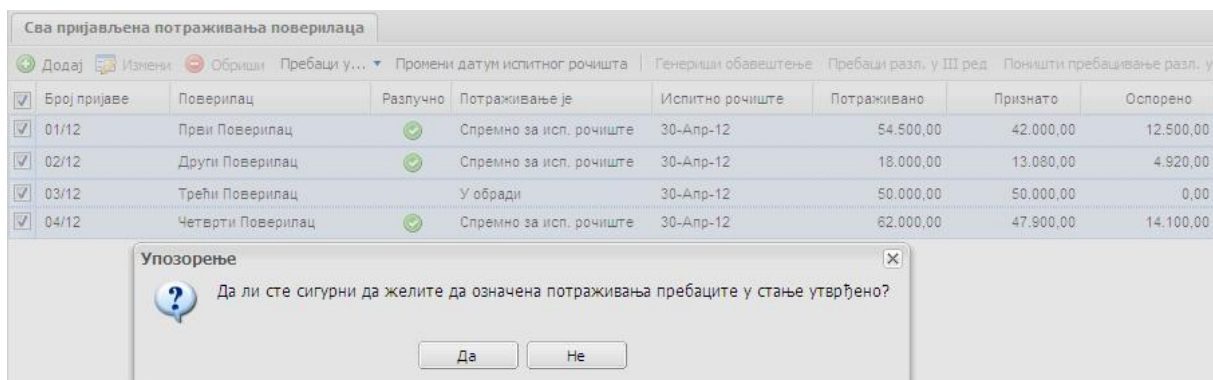 Сва пријављена потраживања поверилаца
Додај Измени Обриши Пребаци у... Промени датум испитног рочишта Генериши обавештење Пребаци разл. у III ред Поништи пребацивање разл. у
Број пријаве Поверилац Разлучно Потраживање је Испитно рочиште Потраживано Признато Оспорено
01/12 Први Поверилац Спремно за исп. рочиште 30-Апр-12 54.500,00 42.000,00 12.500,00
02/12 Други Поверилац Спремно за исп. рочиште 30-Апр-12 18.000,00 13.080,00 4.920,00
03/12 Трећи Поверилац У обради 30-Апр-12 50.000,00 50.000,00 0,00
04/12 Четврти Поверилац Спремно за исп. рочиште 30-Апр-12 62.000,00 47.900,00 14.100,00
Упозорење
Да ли сте сигурни да желите да означена потраживања пребаците у стање утврђено?
Да Не